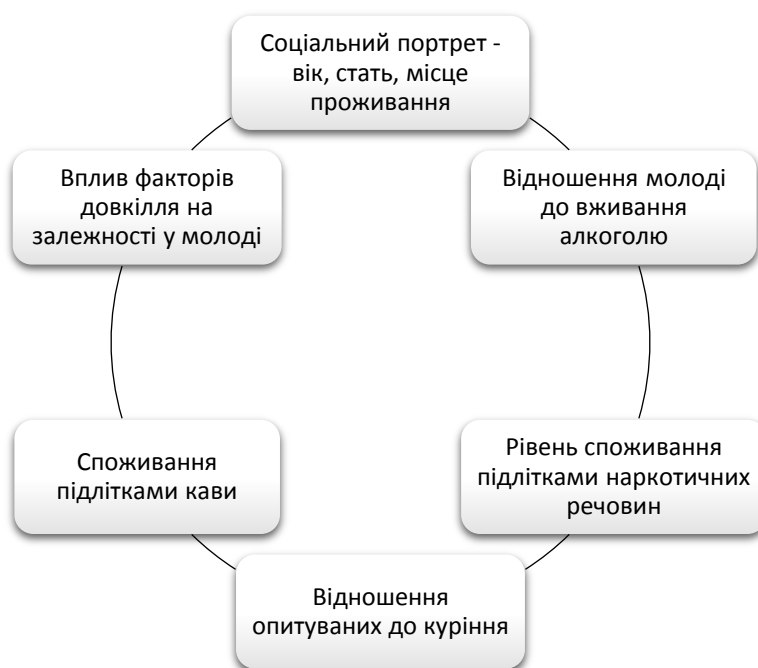 Соціальний портрет -
вік, стать, місце
проживання
Відношення молоді
до вживання
алкоголю
Рівень споживання
підлітками наркотичних
речовин
Відношення
опитуваних до куріння
Споживання
підлітками кави
Вплив факторів
довкілля на
залежності у молоді